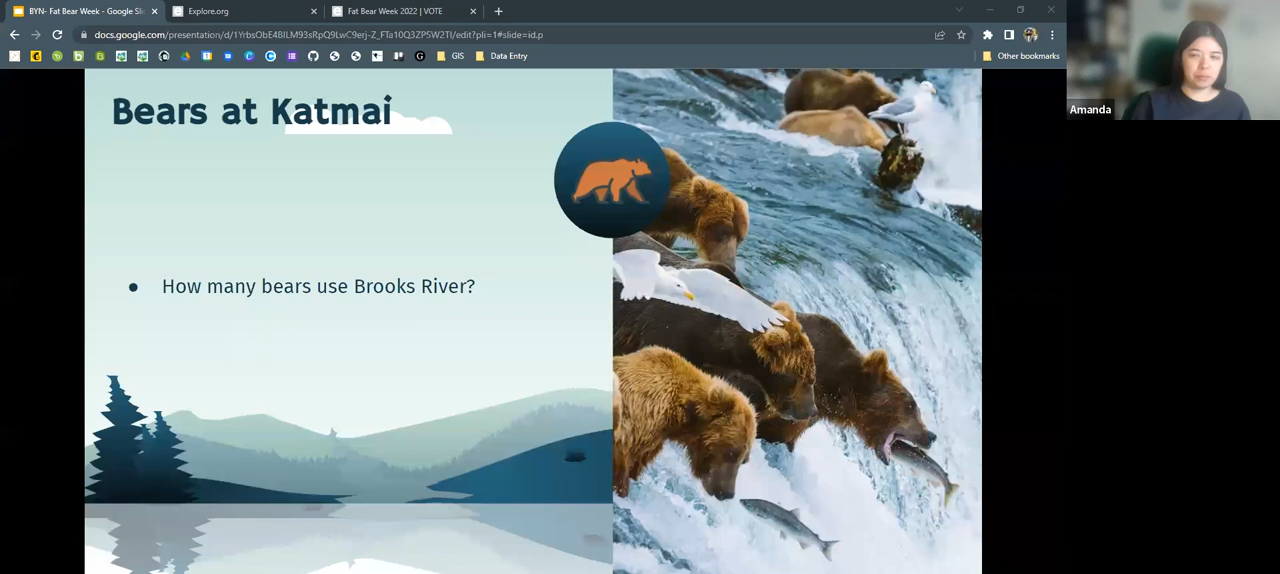 BYN- Fat Bear Week - Google Sli
Explore.org
Fat Bear Week 2022 | VOTE
docs.google.com/presentation/d/1YrbsObE4BILM93sRpQ9LwC9erj-Z_FTa10Q3ZP5W2TI/edit?pli=1#slide=id.p
GIS
Data Entry
Other bookmarks
Amanda
Bears at Katmai
● How many bears use Brooks River?